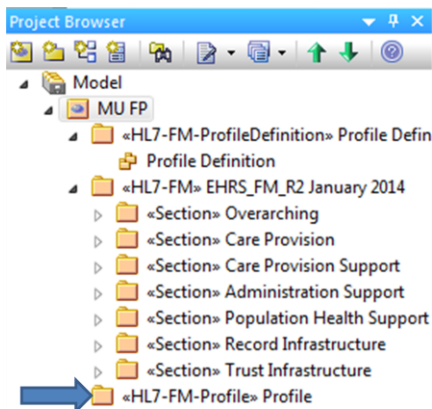 Project Browser
Model
MU FP
«HL7-FM-ProfileDefinition» Profile Defin
Profile Definition
«HL7-FM» EHRS_FM_R2 January 2014
«Section» Overarching
«Section» Care Provision
«Section» Care Provision Support
«Section» Administration Support
«Section» Population Health Support
«Section» Record Infrastructure
«Section» Trust Infrastructure
«HL7-FM-Profile» Profile